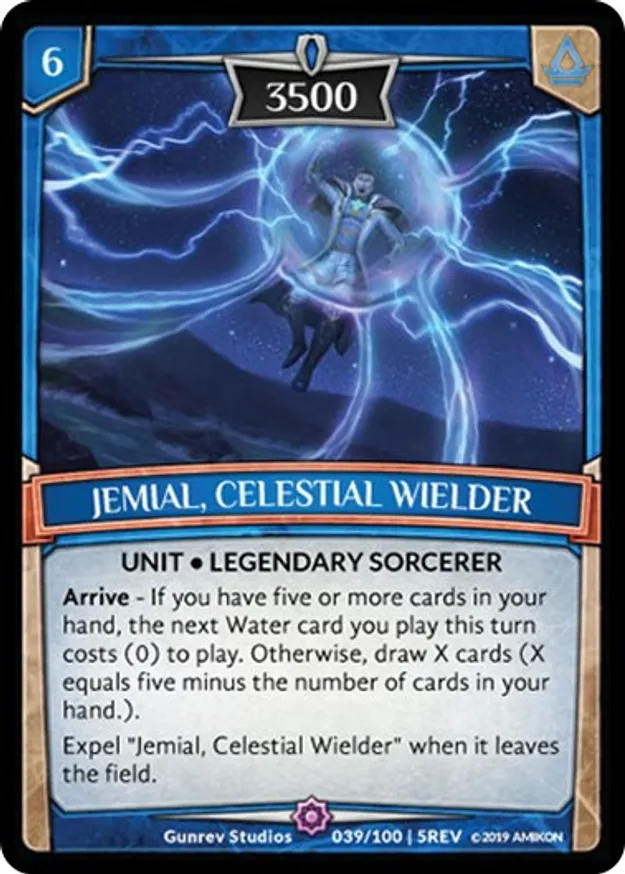 6
3500
JEMIAL, CELESTIAL WIELDER
UNIT • LEGENDARY SORCERER
Arrive - If you have five or more cards in your
hand, the next Water card you play this turn
costs (0) to play. Otherwise, draw X cards (X
equals five minus the number of cards in your
hand.).
Expel "Jemial, Celestial Wielder" when it leaves
the field.
Gunrev Studios 039/100 | 5REV ©2019 AMIKON